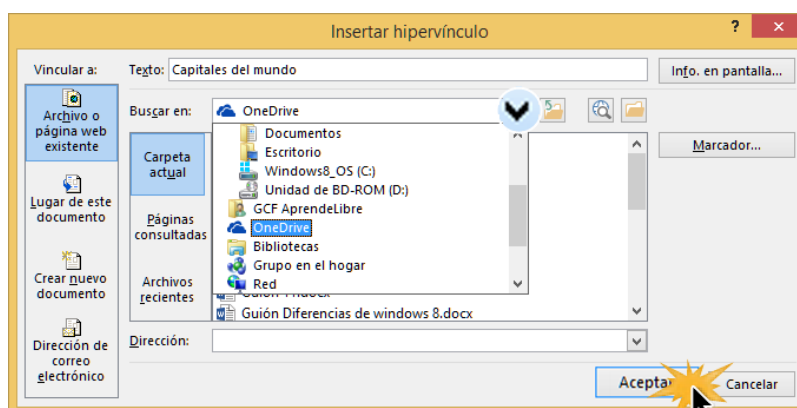 Insertar hipervínculo
?
×
Vincular a:
Texto: Capitales del mundo
Info. en pantalla...
Archivo o
página web
existente
Buscar en:
OneDrive
5
Marcador...
Documentos
Escritorio
Windows8_OS (C:)
Unidad de BD-ROM (D:)
GCF AprendeLibre
OneDrive
Bibliotecas
Grupo en el hogar
Red
Carpeta
actual
Páginas
consultadas
Archivos
recientes
Lugar de este
documento
Crear nuevo
documento
Guión Diferencias de windows 8.docx
Dirección:
Dirección de
correo
electrónico
Aceptar
Cancelar